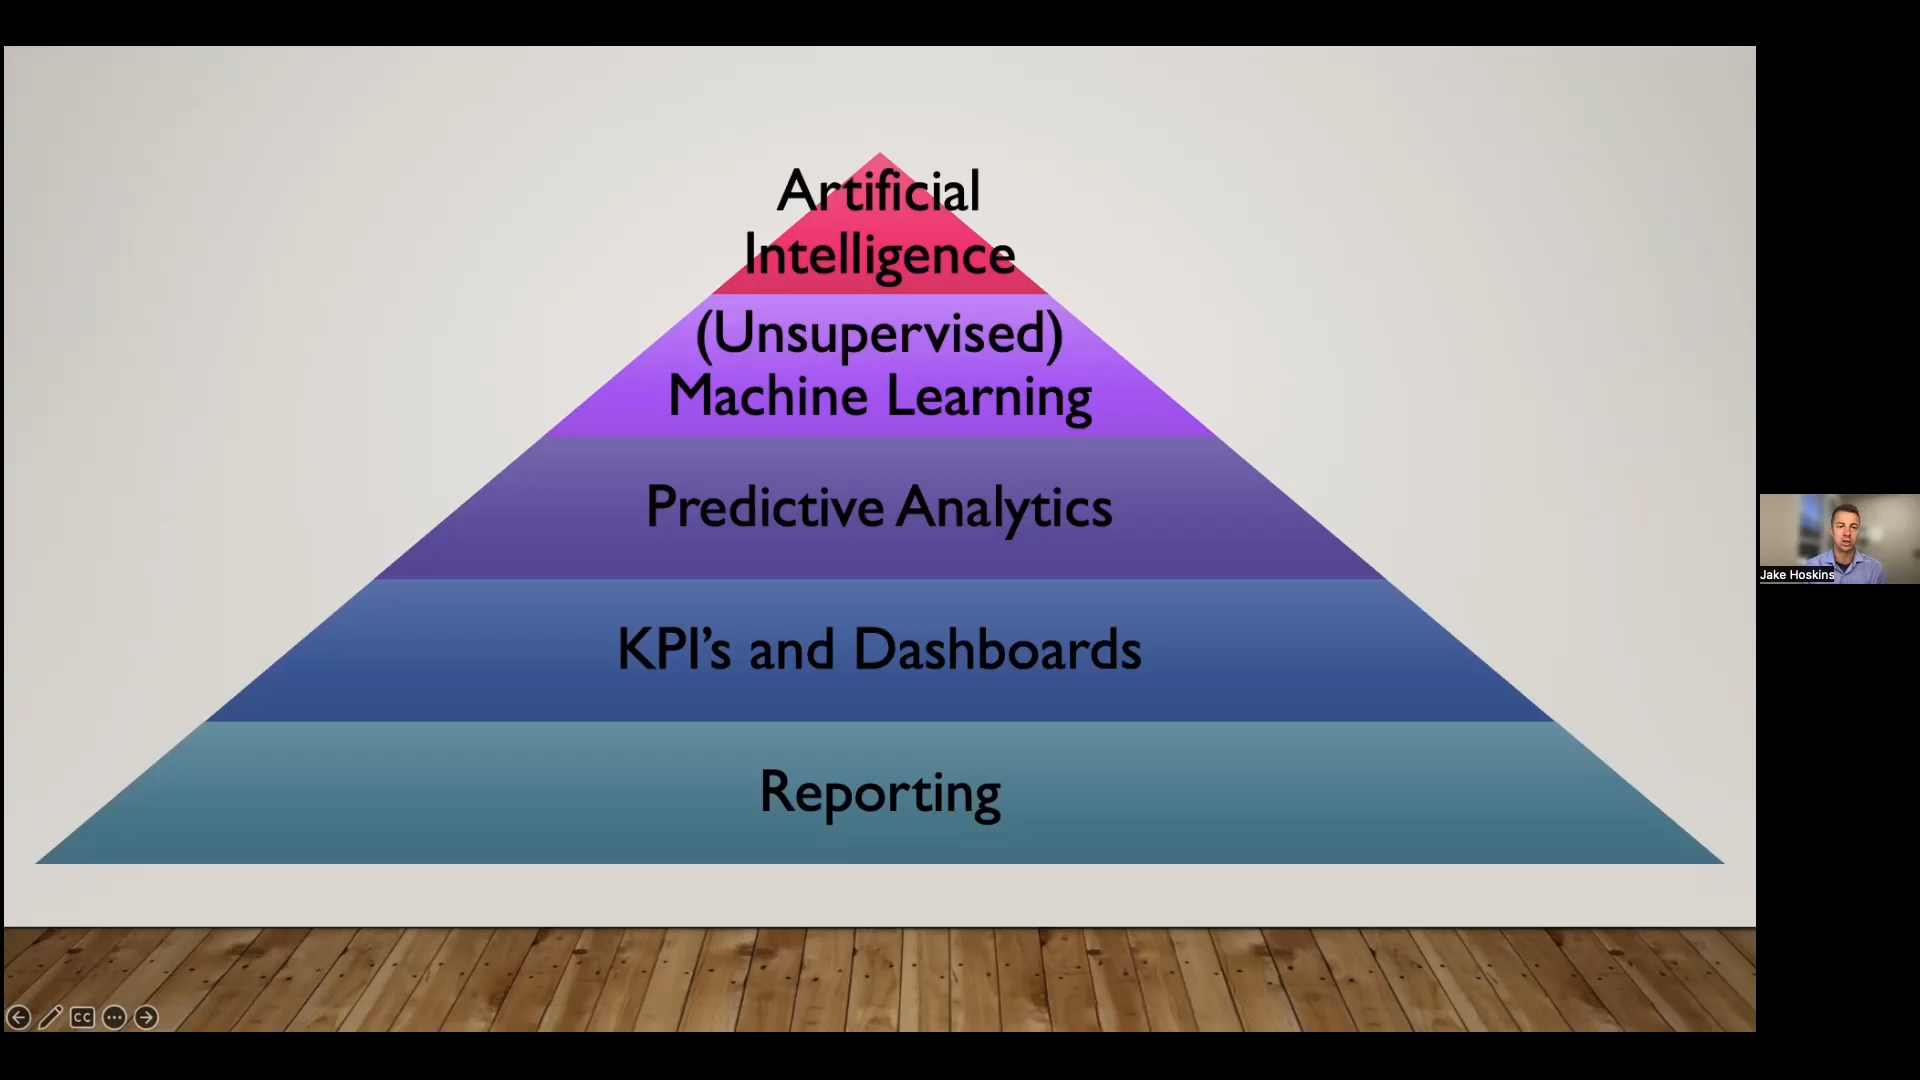 Artificial
Intelligence
(Unsupervised)
Machine Learning
Predictive Analytics
KPI’s and Dashboards
Reporting
Jake Hoskins
CC